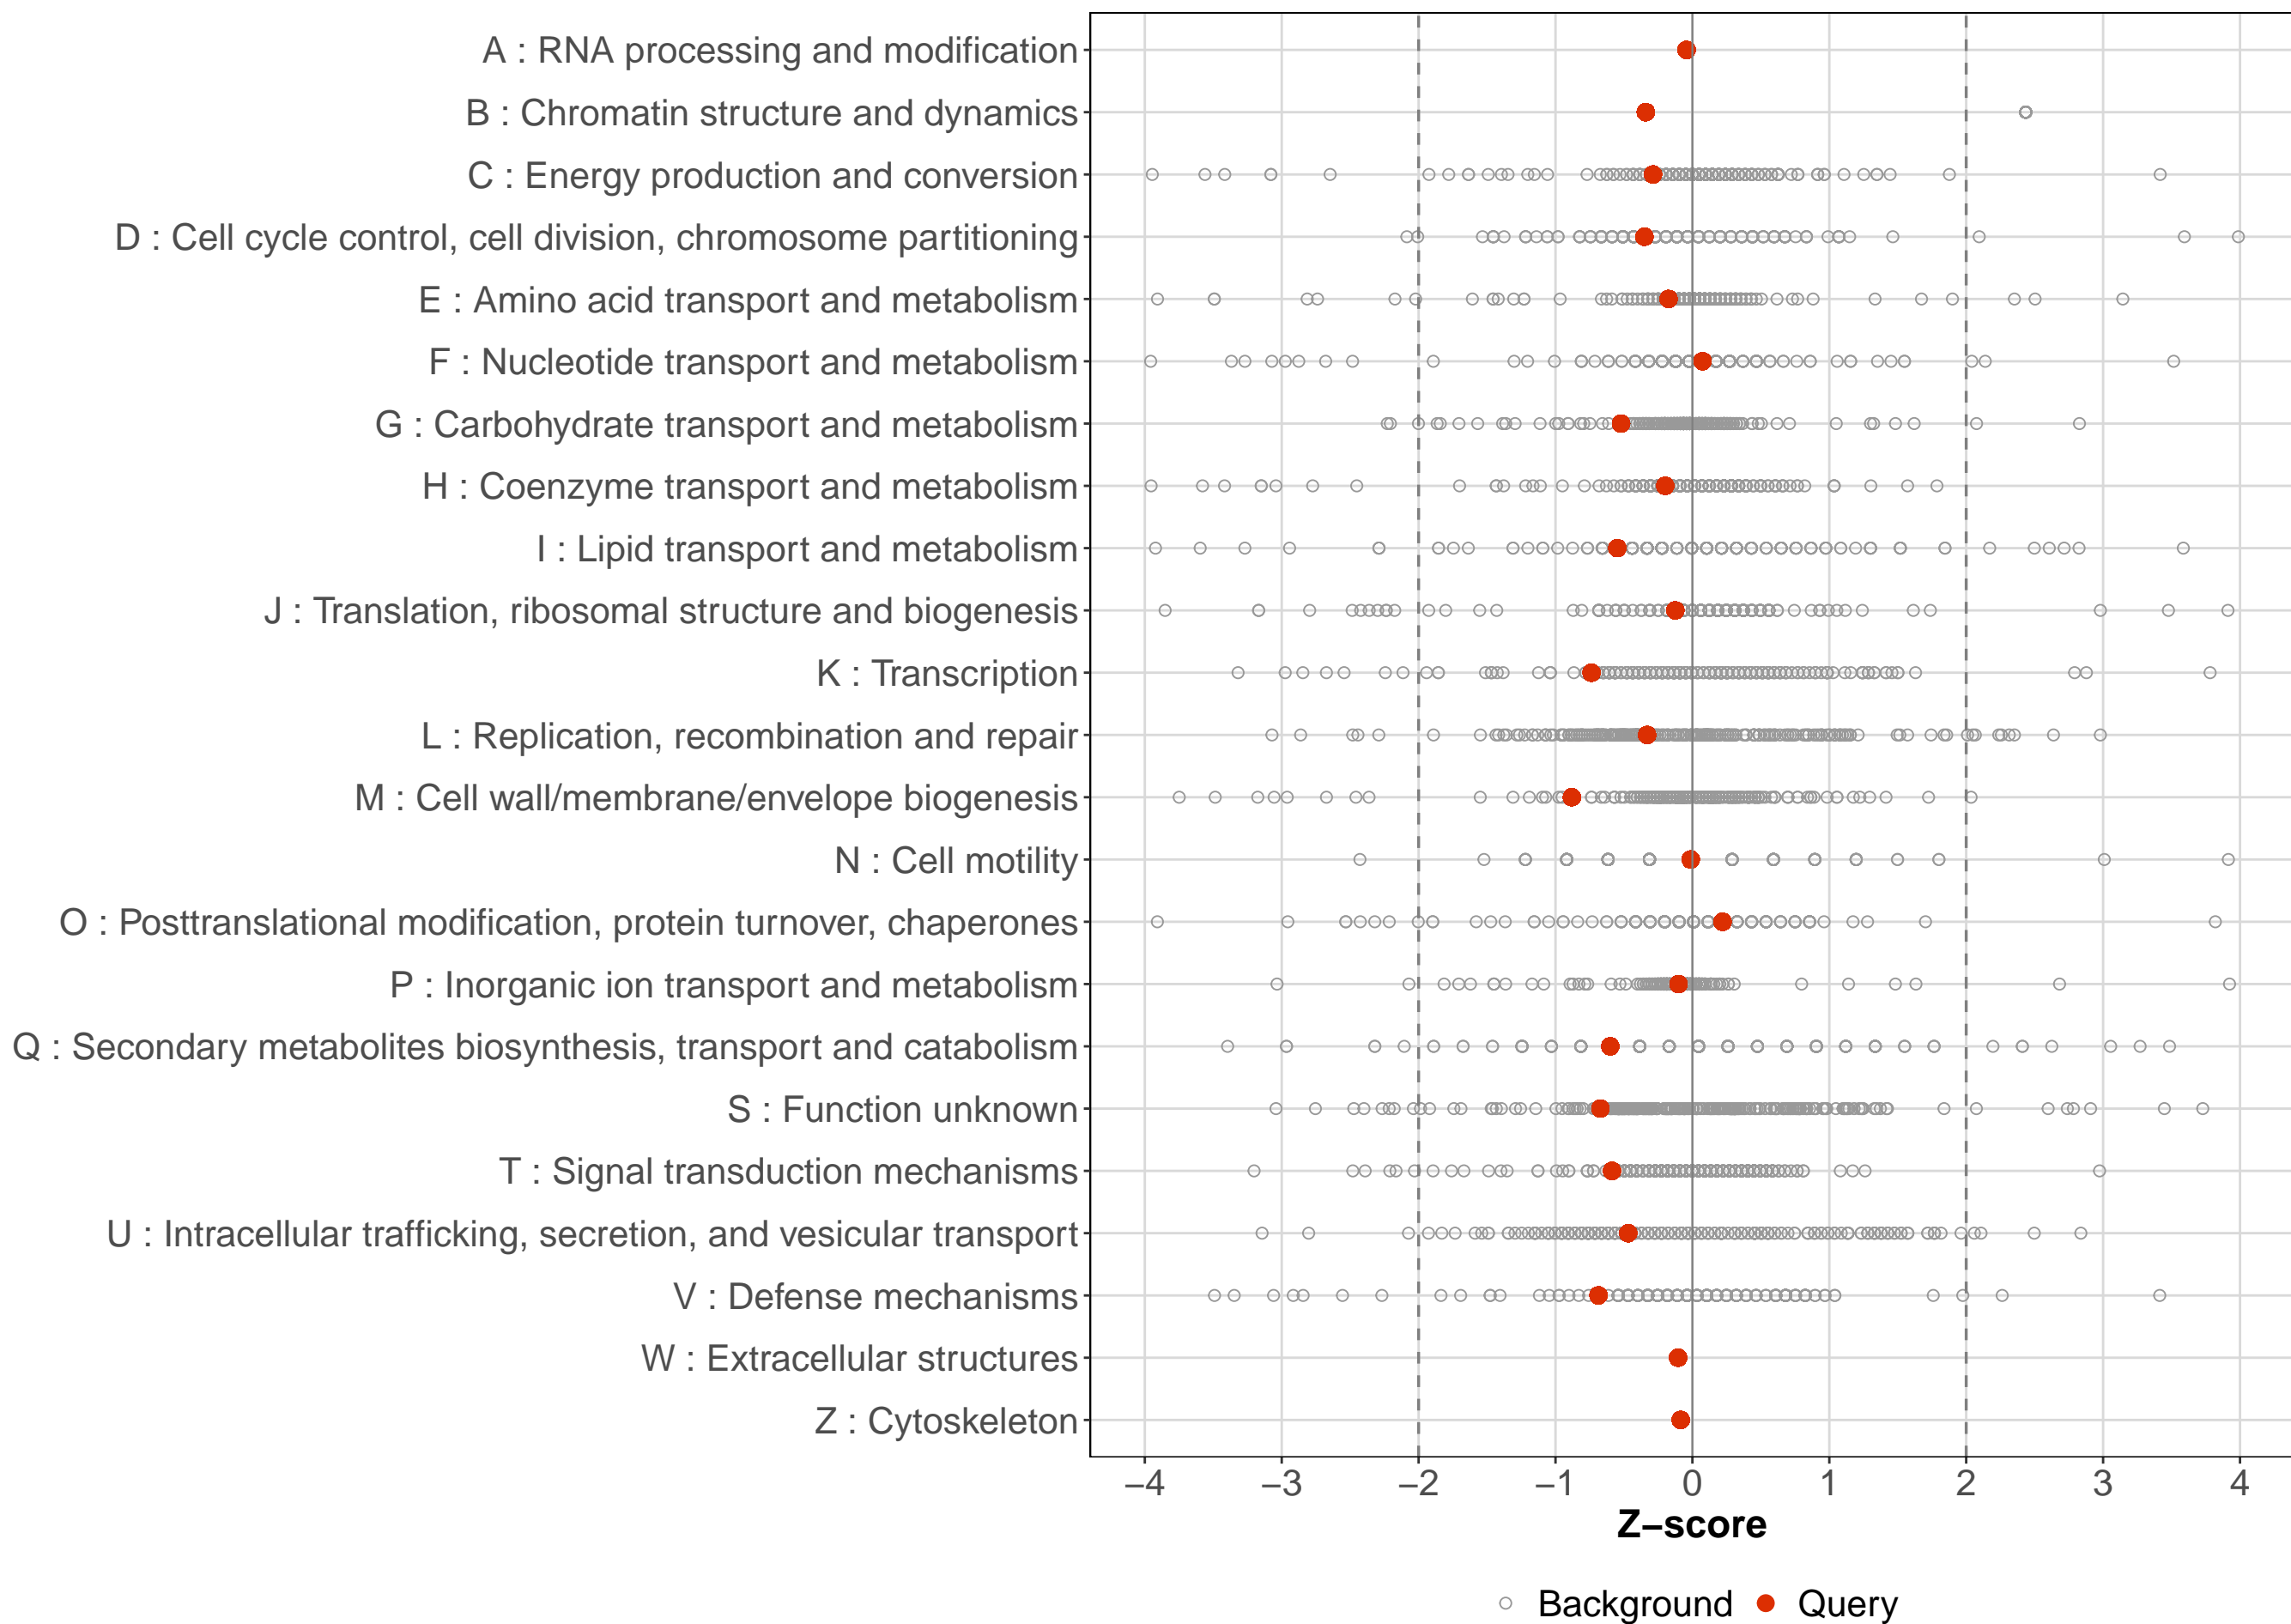 A : RNA processing and modification
B : Chromatin structure and dynamics
C : Energy production and conversion
D : Cell cycle control, cell division, chromosome partitioning
E : Amino acid transport and metabolism
F : Nucleotide transport and metabolism
G : Carbohydrate transport and metabolism
H : Coenzyme transport and metabolism
I : Lipid transport and metabolism
J : Translation, ribosomal structure and biogenesis
K : Transcription
L : Replication, recombination and repair
M : Cell wall/membrane/envelope biogenesis
N : Cell motility
O : Posttranslational modification, protein turnover, chaperones
P : Inorganic ion transport and metabolism
Q : Secondary metabolites biosynthesis, transport and catabolism
S : Function unknown
T : Signal transduction mechanisms
U : Intracellular trafficking, secretion, and vesicular transport
V : Defense mechanisms
W : Extracellular structures
Z : Cytoskeleton
−4 −3 −2 −1 0 1 2 3 4
Z−score
Background Query